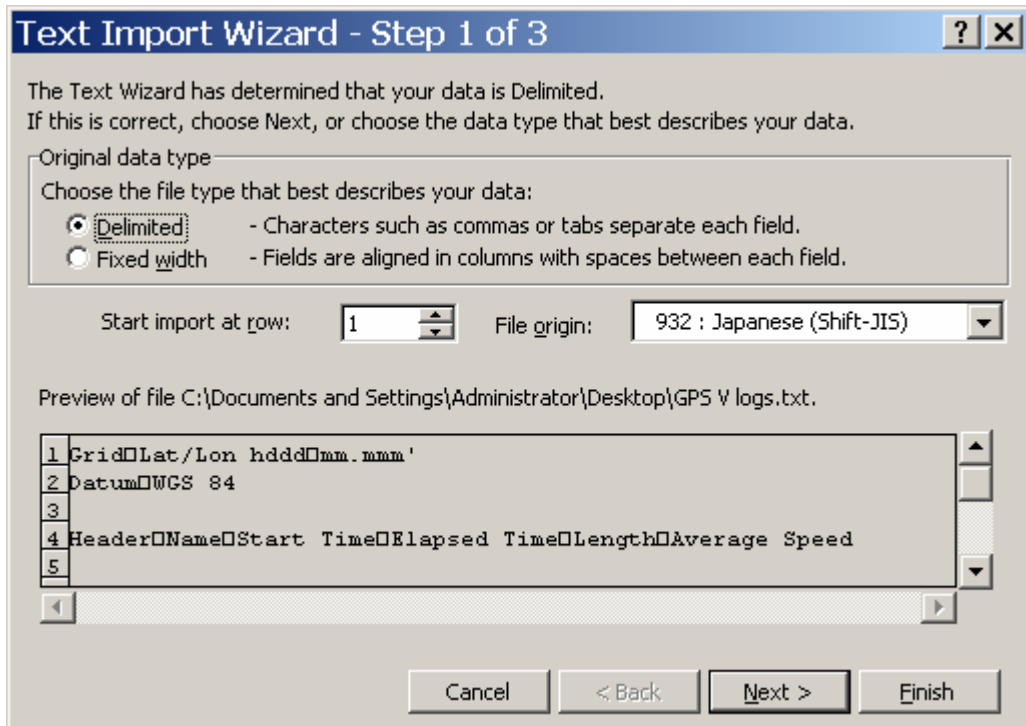 Text Import Wizard - Step 1 of 3
The Text Wizard has determined that your data is Delimited.
If this is correct, choose Next, or choose the data type that best describes your data.
Original data type
Choose the file type that best describes your data:
Delimited - Characters such as commas or tabs separate each field.
Fixed width - Fields are aligned in columns with spaces between each field.
Start import at row: 1 File origin: 932 : Japanese (Shift-JIS)
Preview of file C:\Documents and Settings\Administrator\Desktop\GPS V logs.txt.
1 Grid□Lat/Lon hddd□mm.mmm'
2 Datum□WGS 84
3
4 Header□Name□Start Time□Elapsed Time□Length□Average Speed
5
Cancel < Back Next > Finish